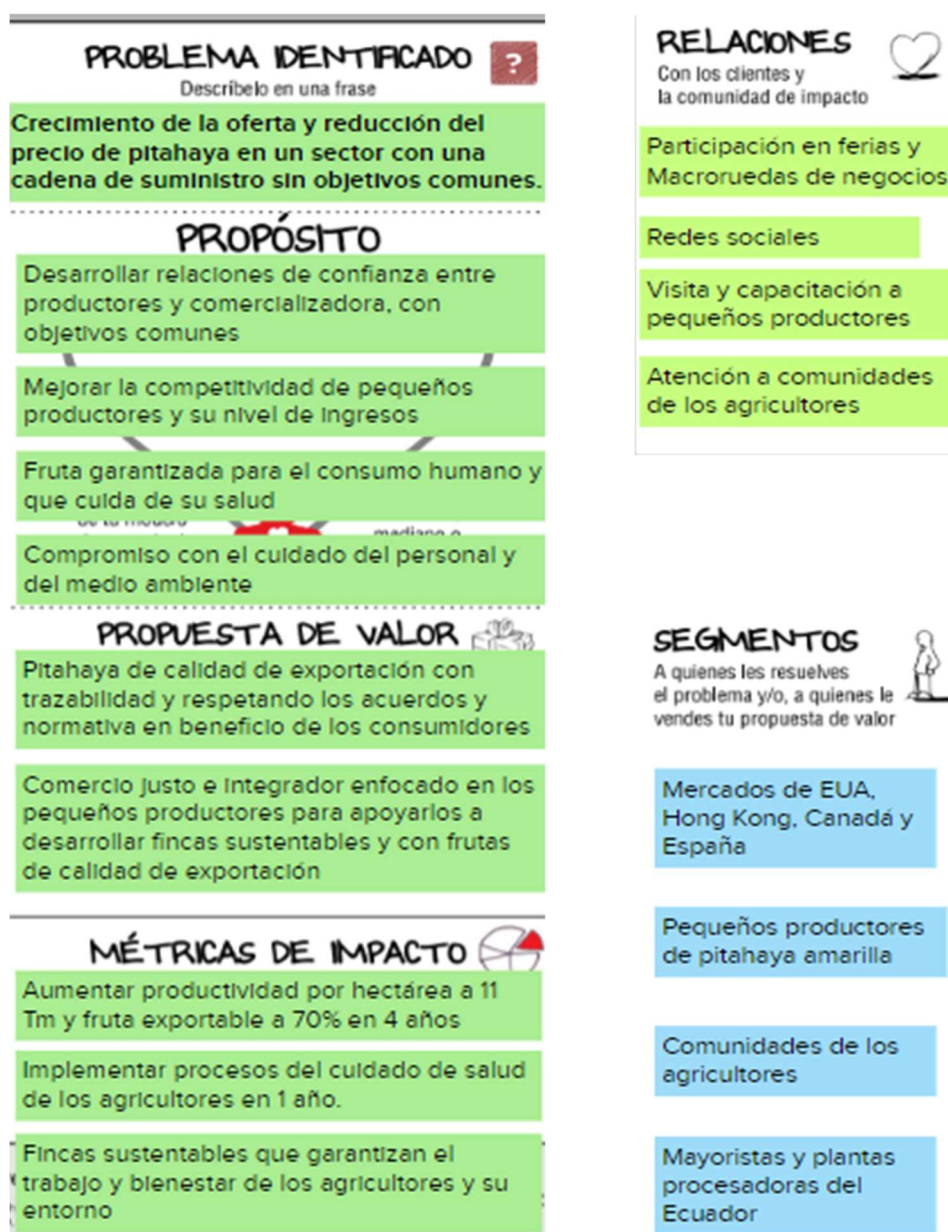 PROBLEMA IDENTIFICADO
?
Descríbelo en una frase
Crecimiento de la oferta y reducción del
precio de pitahaya en un sector con una
cadena de suministro sin objetivos comunes.
PROPÓSITO
Desarrollar relaciones de confianza entre
productores y comercializadora, con
objetivos comunes
Mejorar la competitividad de pequeños
productores y su nivel de ingresos
Fruta garantizada para el consumo humano y
que cuida de su salud
Compromiso con el cuidado del personal y
del medio ambiente
PROPUESTA DE VALOR
Pitahaya de calidad de exportación con
trazabilidad y respetando los acuerdos y
normativa en beneficio de los consumidores
Comercio justo e integrador enfocado en los
pequeños productores para apoyarlos a
desarrollar fincas sustentables y con frutas
de calidad de exportación
MÉTRICAS DE IMPACTO
Aumentar productividad por hectárea a 11
Tm y fruta exportable a 70% en 4 años
Implementar procesos del cuidado de salud
de los agricultores en 1 año.
Fincas sustentables que garantizan el
trabajo y bienestar de los agricultores y su
entorno
RELACIONES
Con los clientes y
la comunidad de impacto
Participación en ferias y
Macroruedas de negocios
Redes sociales
Visita y capacitación a
pequeños productores
Atención a comunidades
de los agricultores
SEGMENTOS
A quienes les resuelves
el problema y/o, a quienes le
vendes tu propuesta de valor
Mercados de EUA,
Hong Kong, Canadá y
España
Pequeños productores
de pitahaya amarilla
Comunidades de los
agricultores
Mayoristas y plantas
procesadoras del
Ecuador